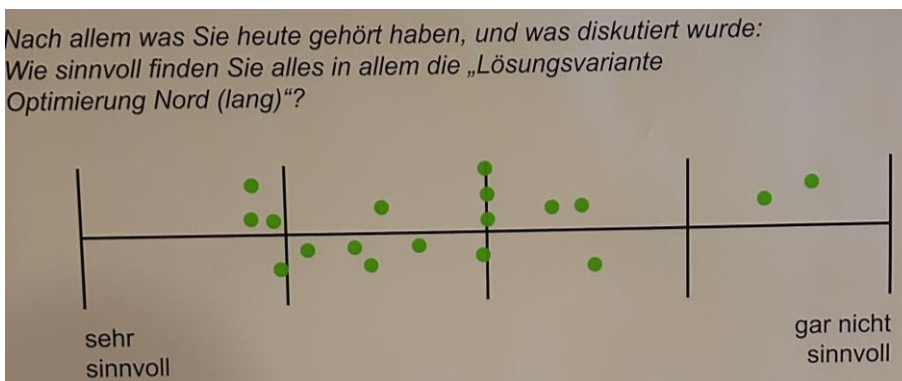 Nach allem was Sie heute gehört haben, und was diskutiert wurde:
Wie sinnvoll finden Sie alles in allem die „Lösungsvariante
Optimierung Nord (lang)“?
sehr
sinnvoll
gar nicht
sinnvoll